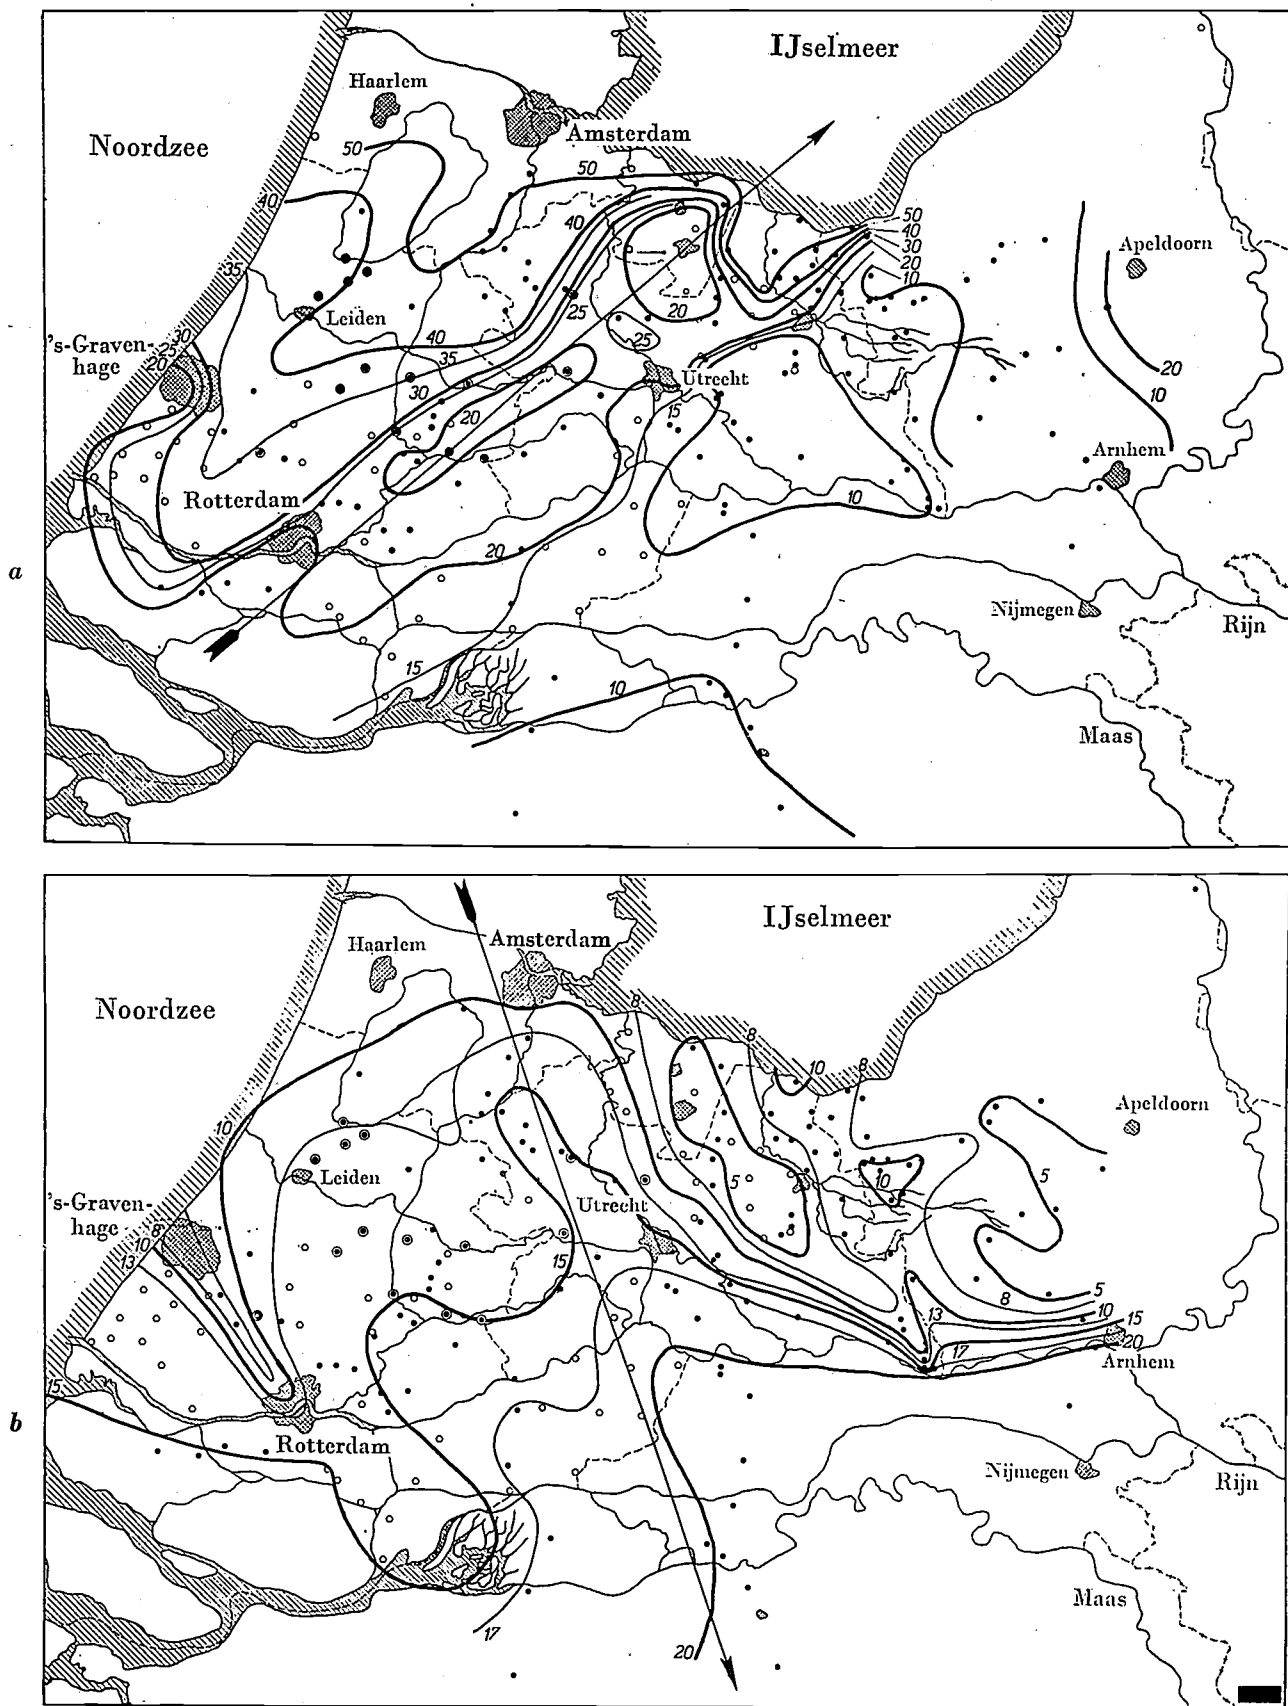 IJselmeer
Haarlem
Amsterdam
Noordzee
50
50
40
40
50
40
30
20
10
Apeldoorn
35
25
20
Leiden
25
40
's-Graven-
hage
30
25
20
35
20
Utrecht
30
10
15
20
Arnhem
Rotterdam
10
20
a
Nijmegen
Rijn
15
10
Maas
IJselmeer
Haarlem
Amsterdam
Noordzee
8
8
10
8
Apeldoorn
10
5
5
10
Leiden
's-Graven-
hage
Utrecht
8
10
13
15
5
8
13
10
15
17
20
Arnhem
15
b
Rotterdam
Nijmegen
Rijn
Maas
17
20